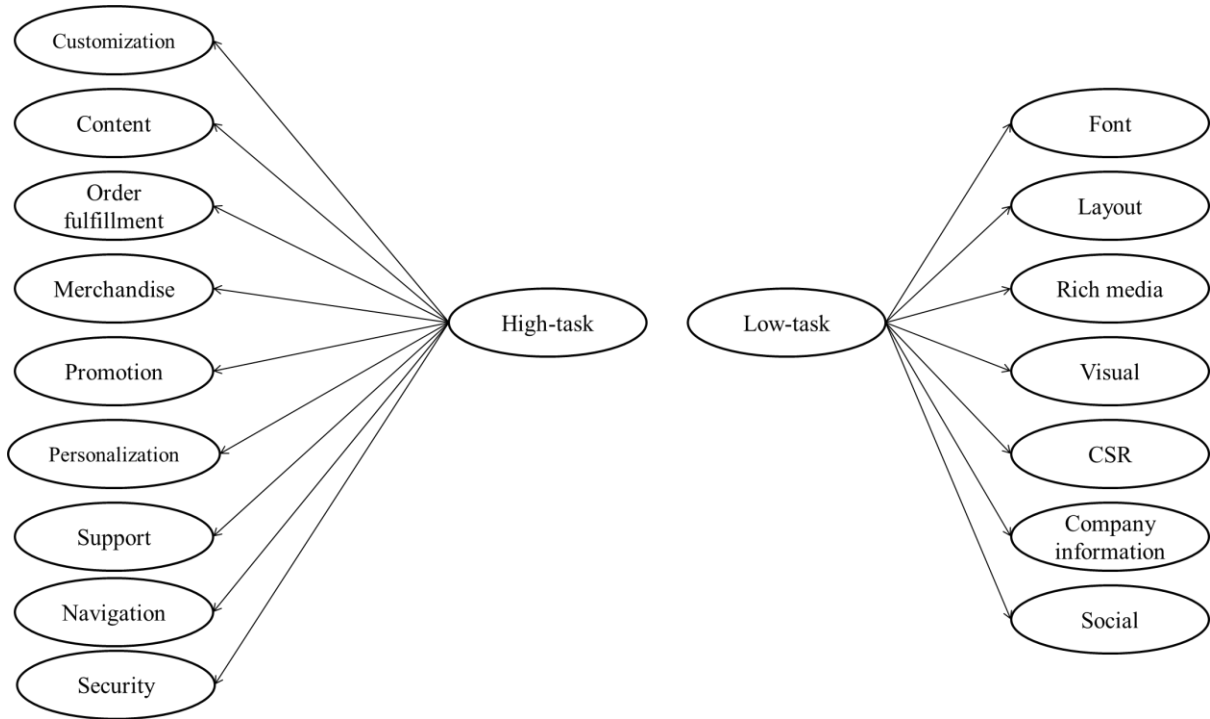 Customization
Content
Order
fulfillment
Merchandise
Promotion
Personalization
Support
Navigation
Security
High-task
Low-task
Font
Layout
Rich media
Visual
CSR
Company
information
Social